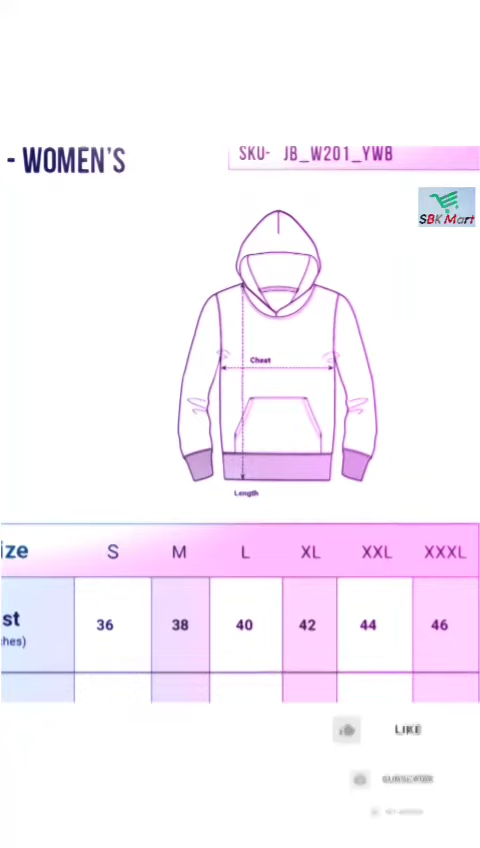 - WOMEN'S
SKU- JB_W201_YWB
SBK Mart
Chest
Length
ize S M L XL XXL XXXL
st 36 38 40 42 44 46
hes)
LIKE
SUBSCRIBE